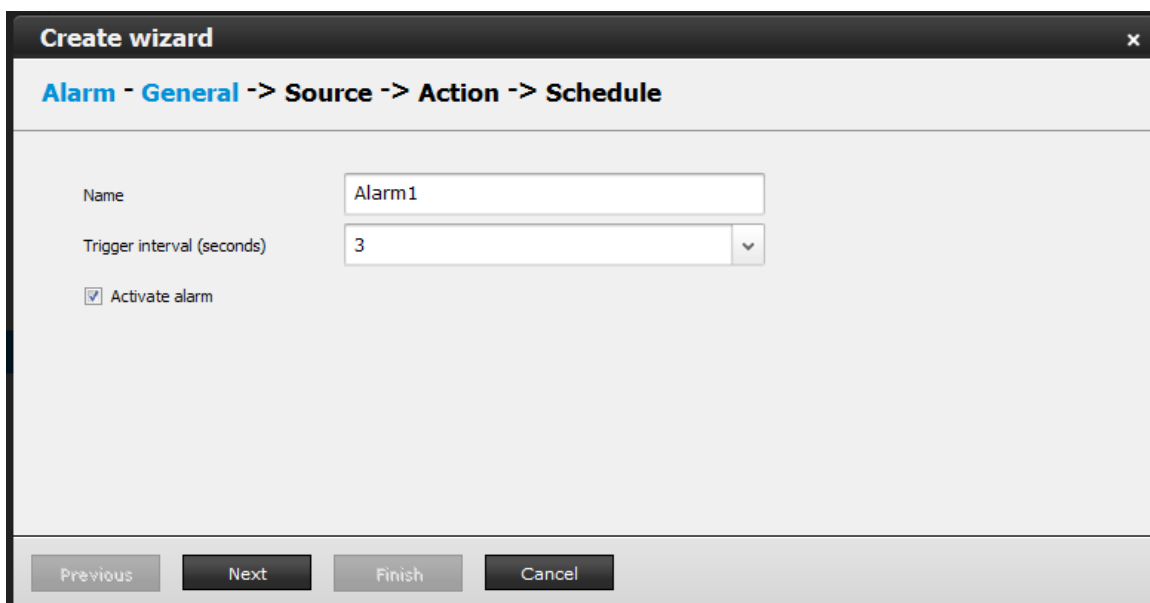 Create wizard x
Alarm - General -> Source -> Action -> Schedule
Name Alarm1
Trigger interval (seconds) 3
Activate alarm
Previous Next Finish Cancel